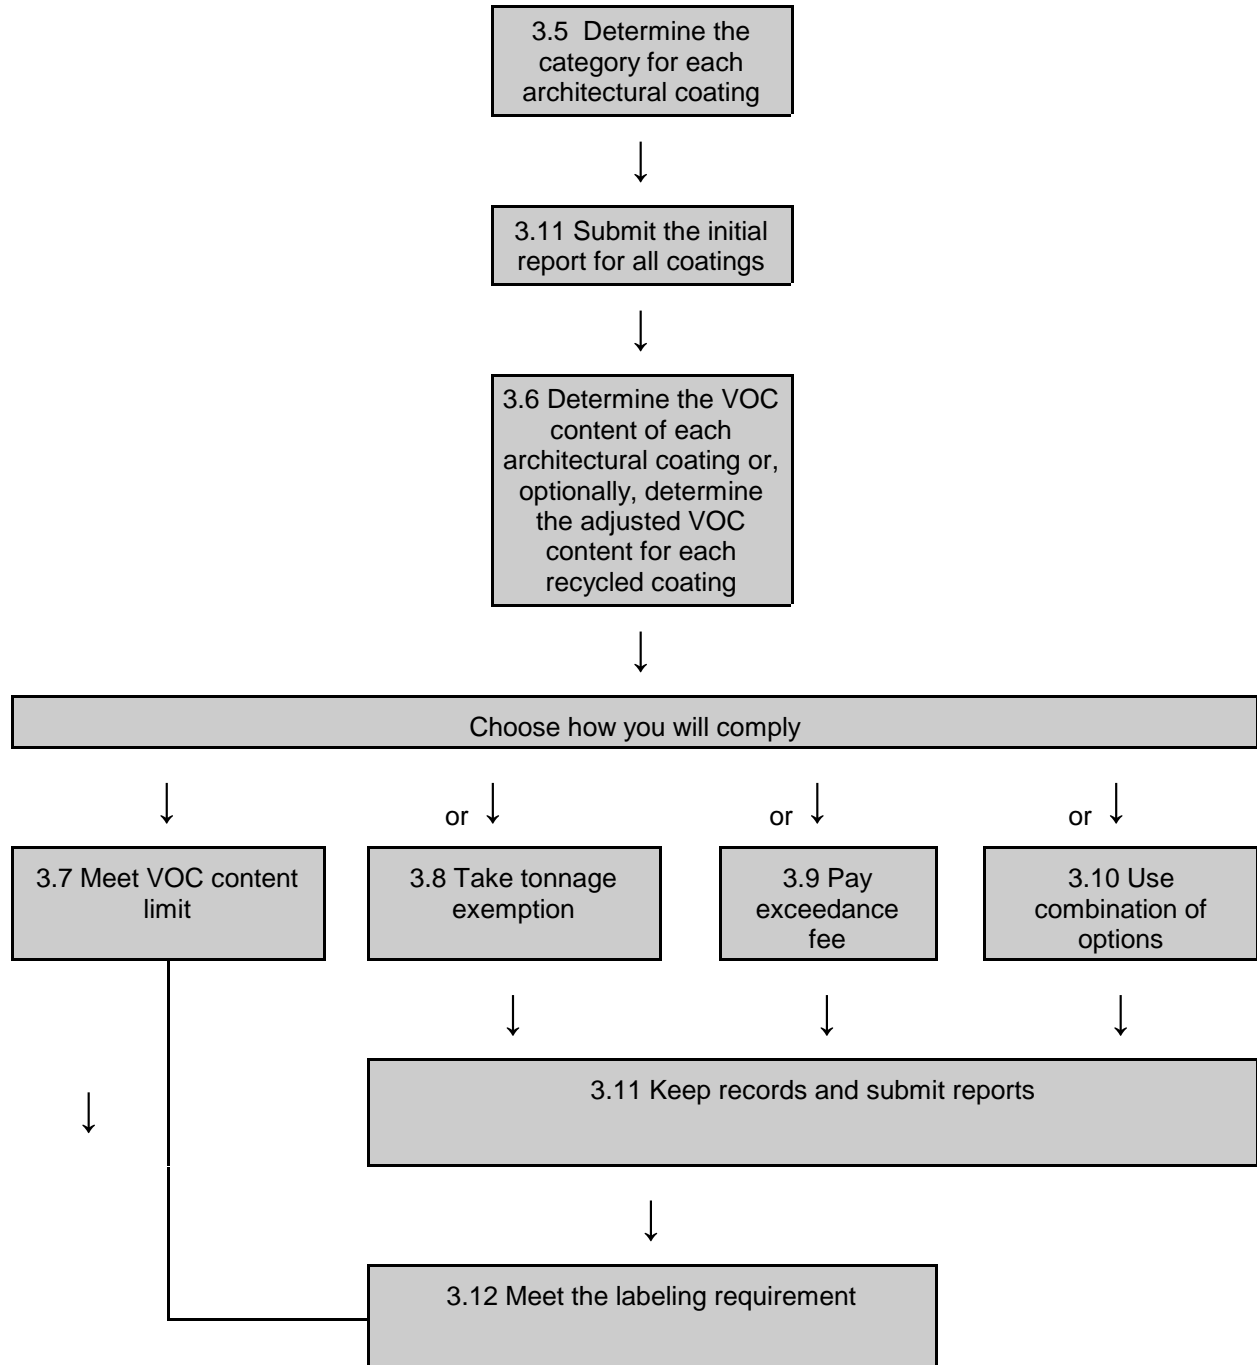 3.5 Determine the
category for each
architectural coating
↓
3.11 Submit the initial
report for all coatings
↓
3.6 Determine the VOC
content of each
architectural coating or,
optionally, determine
the adjusted VOC
content for each
recycled coating
↓
Choose how you will comply
↓ or ↓ or ↓ or ↓
3.7 Meet VOC content
limit
3.8 Take tonnage
exemption
3.9 Pay
exceedance
fee
3.10 Use
combination of
options
↓ ↓ ↓
3.11 Keep records and submit reports
↓
↓
3.12 Meet the labeling requirement